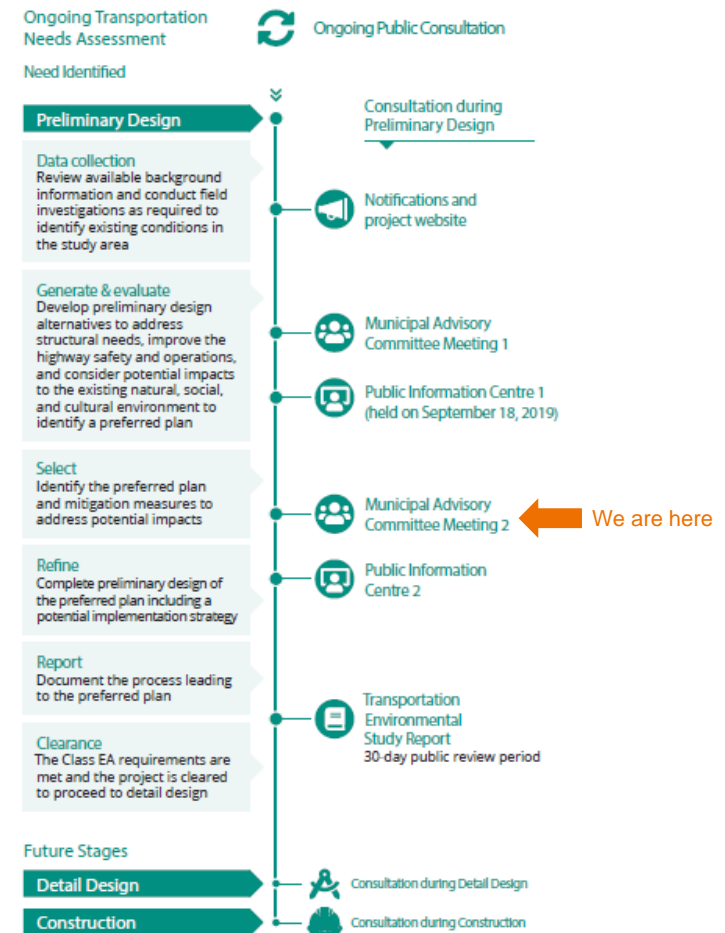 Ongoing Transportation
Needs Assessment
Ongoing Public Consultation
Need Identified
Preliminary Design
Consultation during
Preliminary Design
Data collection
Review available background
information and conduct field
investigations as required to
identify existing conditions in
the study area
Notifications and
project website
Generate & evaluate
Develop preliminary design
alternatives to address
structural needs, improve the
highway safety and operations,
and consider potential impacts
to the existing natural, social,
and cultural environment to
identify a preferred plan
Municipal Advisory
Committee Meeting 1
Public Information Centre 1
(held on September 18, 2019)
Select
Identify the preferred plan
and mitigation measures to
address potential impacts
Municipal Advisory
Committee Meeting 2
We are here
Refine
Complete preliminary design of
the preferred plan including a
potential implementation strategy
Public Information
Centre 2
Report
Document the process leading
to the preferred plan
Transportation
Environmental
Study Report
30-day public review period
Clearance
The Class EA requirements are
met and the project is cleared
to proceed to detail design
Future Stages
Detail Design
Consultation during Detail Design
Construction
Consultation during Construction